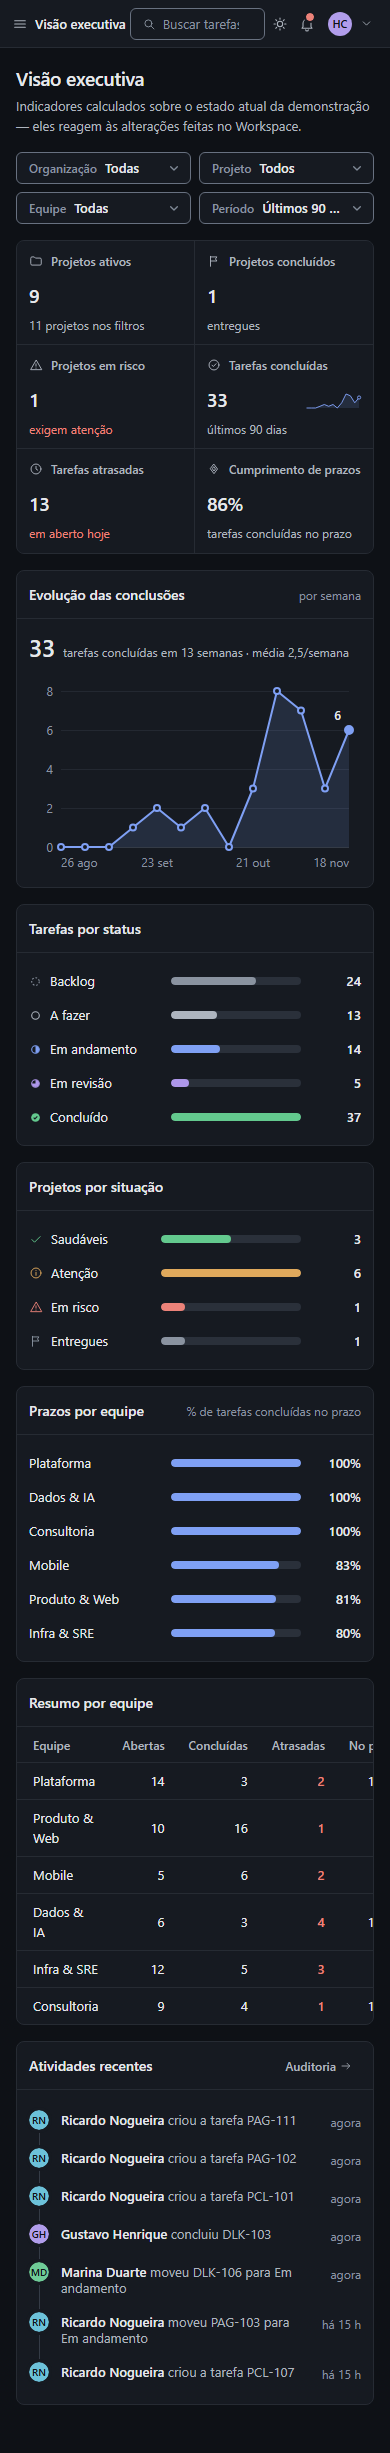 Visão executiva
Buscar tarefas
HC
Visão executiva
Indicadores calculados sobre o estado atual da demonstração
— eles reagem às alterações feitas no Workspace.
Organização Todas
Projeto Todos
Equipe Todas
Período Últimos 90 ...
Projetos ativos
9
11 projetos nos filtros
Projetos concluídos
1
entregues
Projetos em risco
1
exigem atenção
Tarefas concluídas
33
últimos 90 dias
Tarefas atrasadas
13
em aberto hoje
Cumprimento de prazos
86%
tarefas concluídas no prazo
Evolução das conclusões
por semana
33 tarefas concluídas em 13 semanas · média 2,5/semana
8
6
6
4
2
0
26 ago
23 set
21 out
18 nov
Tarefas por status
Backlog 24
A fazer 13
Em andamento 14
Em revisão 5
Concluído 37
Projetos por situação
Saudáveis 3
Atenção 6
Em risco 1
Entregues 1
Prazos por equipe
% de tarefas concluídas no prazo
Plataforma 100%
Dados & IA 100%
Consultoria 100%
Mobile 83%
Produto & Web 81%
Infra & SRE 80%
Resumo por equipe
Equipe Abertas Concluídas Atrasadas No
Plataforma 14 3 2
Produto &
Web
10 16 1
Mobile 5 6 2
Dados &
IA
6 3 4
Infra & SRE 12 5 3
Consultoria 9 4 1
Atividades recentes
Auditoria →
RN Ricardo Nogueira criou a tarefa PAG-111 agora
RN Ricardo Nogueira criou a tarefa PAG-102 agora
RN Ricardo Nogueira criou a tarefa PCL-101 agora
GH Gustavo Henrique concluiu DLK-103 agora
MD Marina Duarte moveu DLK-106 para Em agora
andamento
RN Ricardo Nogueira moveu PAG-103 para há 15 h
Em andamento
RN Ricardo Nogueira criou a tarefa PCL-107 há 15 h